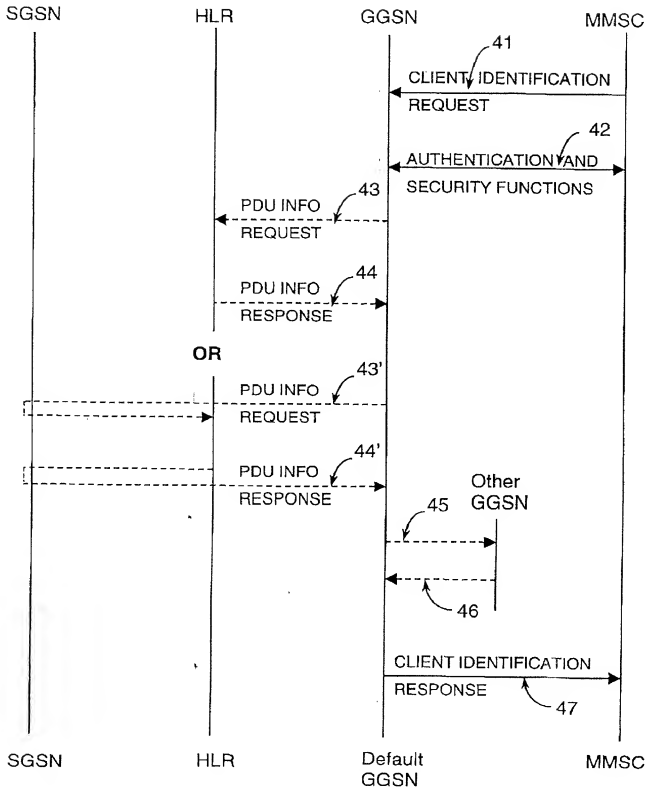 SGSN HLR GGSN MMSC
41
CLIENT IDENTIFICATION
REQUEST
42
AUTHENTICATION AND
SECURITY FUNCTIONS
43
PDU INFO
REQUEST
44
PDU INFO
RESPONSE
OR
43'
PDU INFO
REQUEST
44'
PDU INFO
RESPONSE
Other
GGSN
45
46
CLIENT IDENTIFICATION
RESPONSE
47
SGSN HLR Default MMSC
GGSN